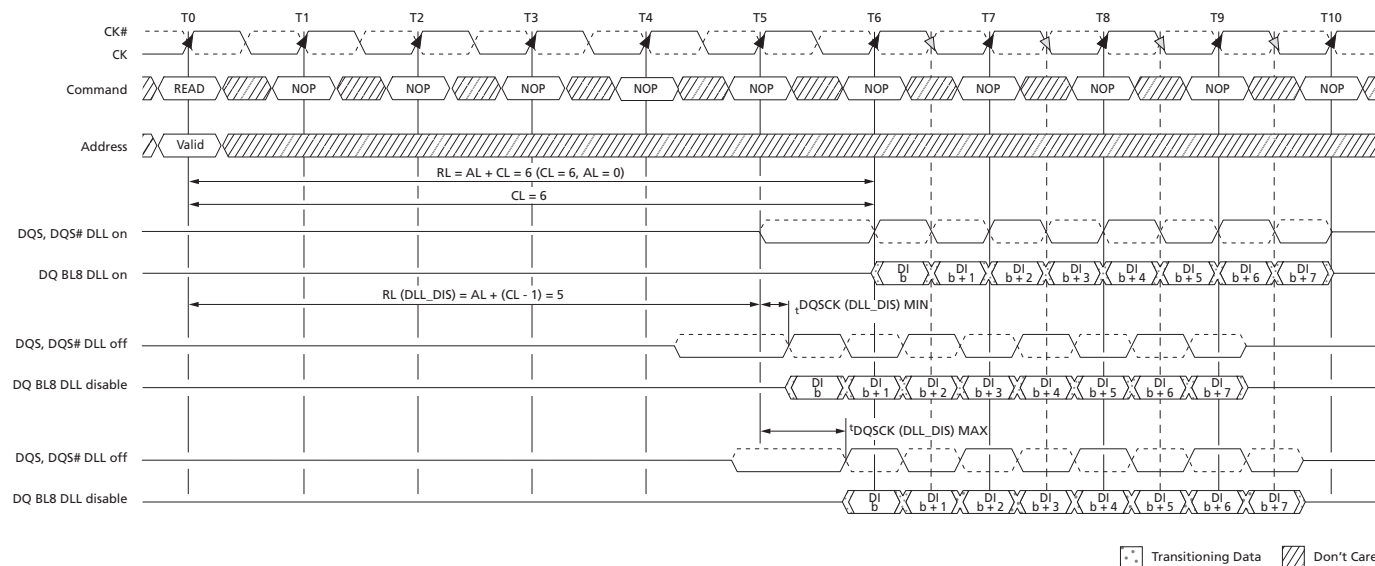 T0 T1 T2 T3 T4 T5 T6 T7 T8 T9 T10
CK#
CK
Command READ NOP NOP NOP NOP NOP NOP NOP NOP NOP NOP
Address Valid
RL = AL + CL = 6 (CL = 6, AL = 0)
CL = 6
DQS, DQS# DLL on
DQ BL8 DLL on DI b DI b + 1 DI b + 2 DI b + 3 DI b + 4 DI b + 5 DI b + 6 DI b + 7
RL (DLL_DIS) = AL + (CL - 1) = 5 tDQSCK (DLL_DIS) MIN
DQS, DQS# DLL off
DQ BL8 DLL disable DI b DI b + 1 DI b + 2 DI b + 3 DI b + 4 DI b + 5 DI b + 6 DI b + 7
tDQSCK (DLL_DIS) MAX
DQS, DQS# DLL off
DQ BL8 DLL disable DI b DI b + 1 DI b + 2 DI b + 3 DI b + 4 DI b + 5 DI b + 6 DI b + 7
Transitioning Data Don't Care